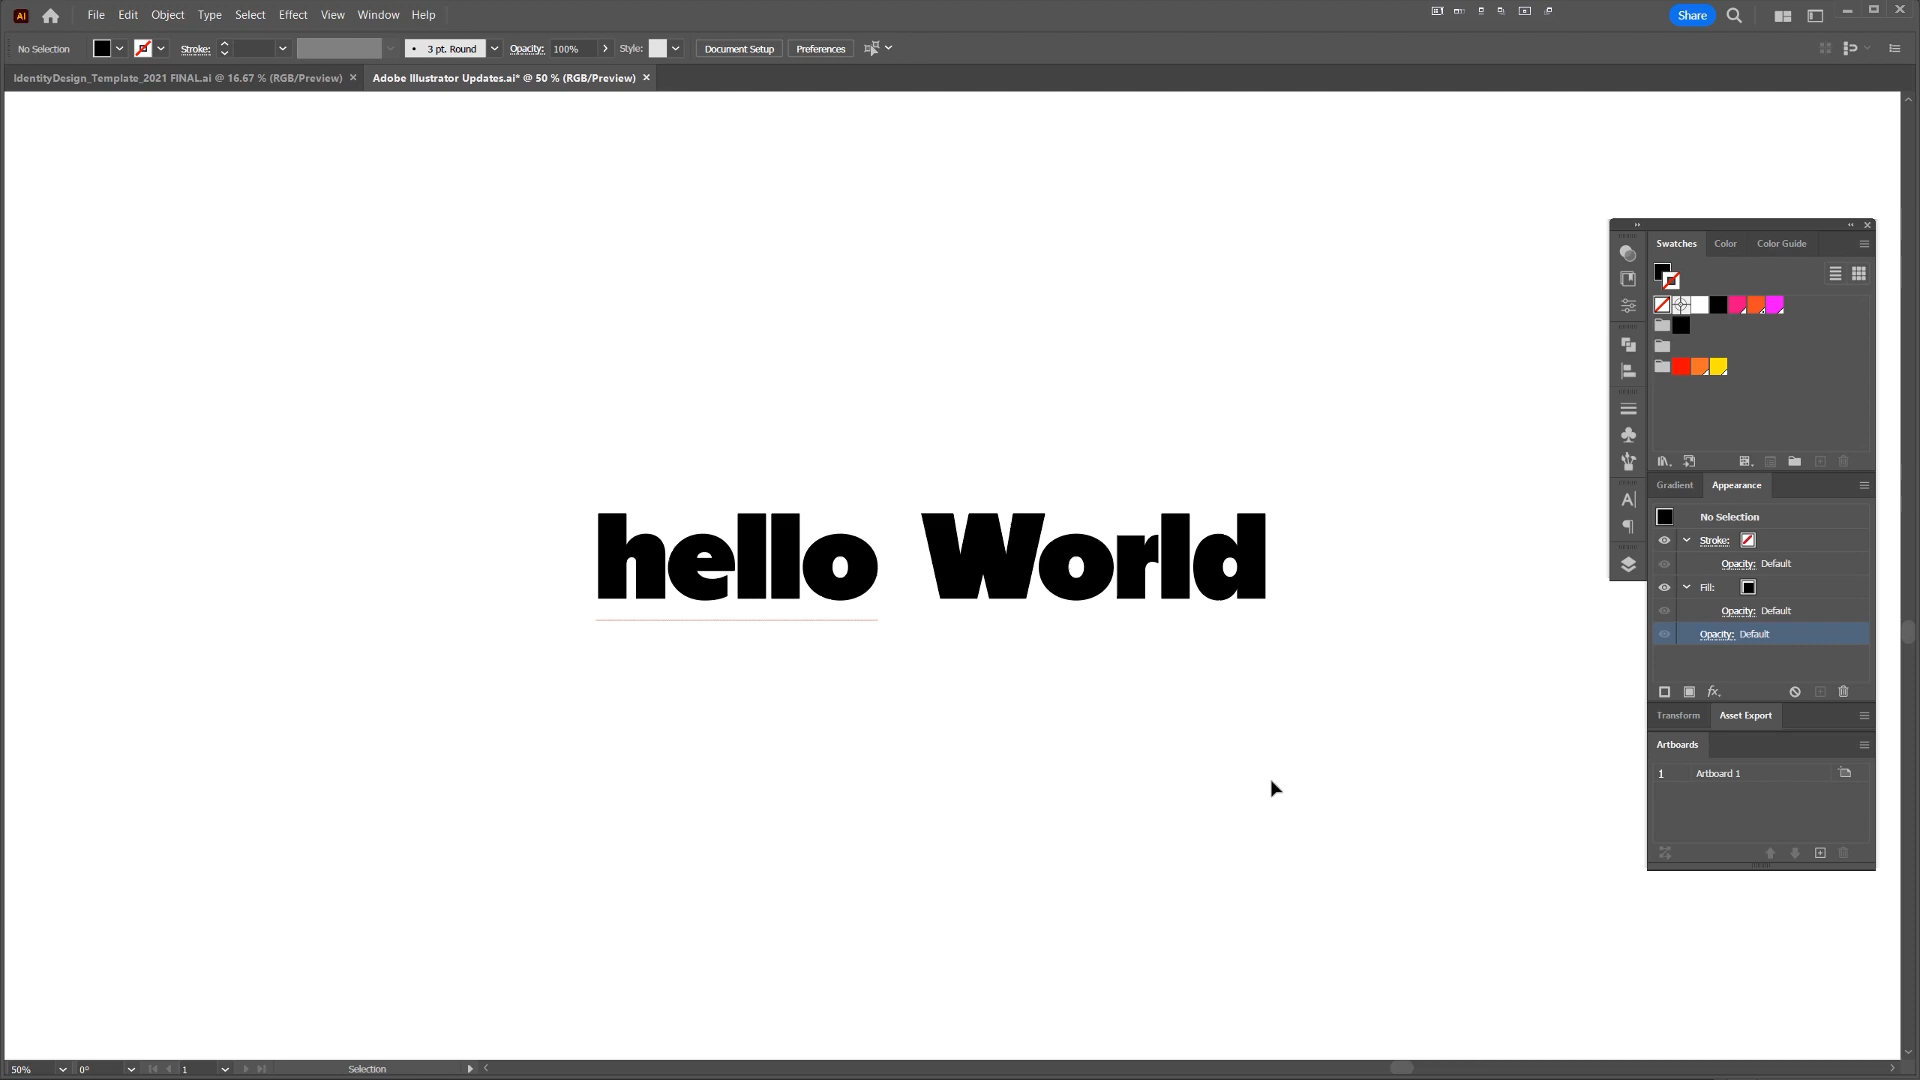 Ai File Edit Object Type Select Effect View Window Help Share
No Selection Stroke: 3 pt. Round Opacity: 100% Style: Document Setup Preferences
IdentityDesign_Template_2021 FINAL.ai @ 16.67 % (RGB/Preview) × Adobe Illustrator Updates.ai* @ 50 % (RGB/Preview) ×
Swatches Color Color Guide
hello World
Gradient Appearance
No Selection
Stroke:
Opacity: Default
Fill:
Opacity: Default
Opacity: Default
fx.
Transform Asset Export
Artboards
1 Artboard 1
50% 0° 1 Selection